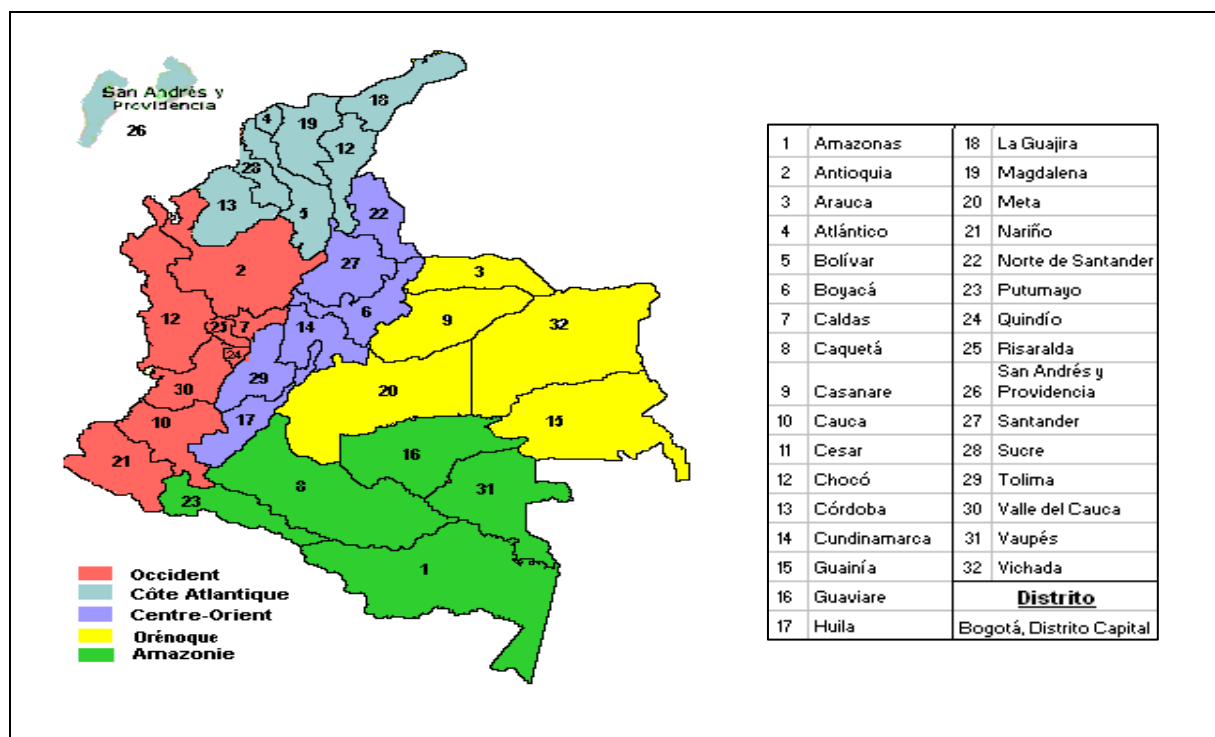 San Andrés y
Providencia
26
18
4
19
12
28
13
5
22
2
27
3
12
25
7
14
6
9
32
24
29
30
20
17
10
15
16
21
8
23
31
1
Occident
Côte Atlantique
Centre-Orient
Orénoque
Amazonie
1 Amazonas 18 La Guajira
2 Antioquia 19 Magdalena
3 Arauca 20 Meta
4 Atlántico 21 Nariño
5 Bolívar 22 Norte de Santander
6 Boyacá 23 Putumayo
7 Caldas 24 Quindío
8 Caquetá 25 Risaralda
9 Casanare 26 San Andrés y
Providencia
10 Cauca 27 Santander
11 Cesar 28 Sucre
12 Chocó 29 Tolima
13 Córdoba 30 Valle del Cauca
14 Cundinamarca 31 Vaupés
15 Guainía 32 Vichada
16 Guaviare Distrito
17 Huila Bogotá, Distrito Capital